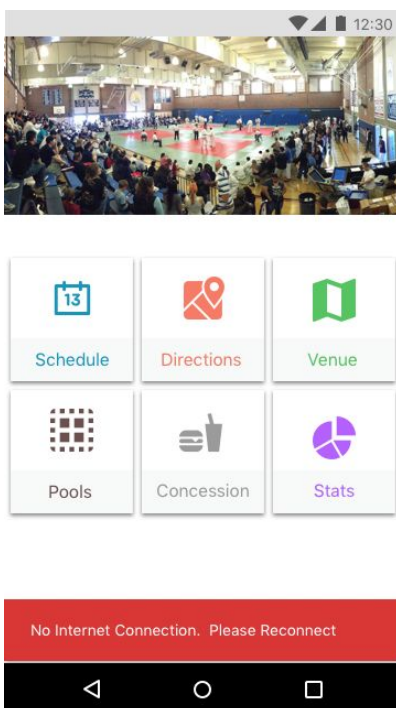 12:30
13
Schedule
Directions
Venue
Pools
Concession
Stats
No Internet Connection. Please Reconnect